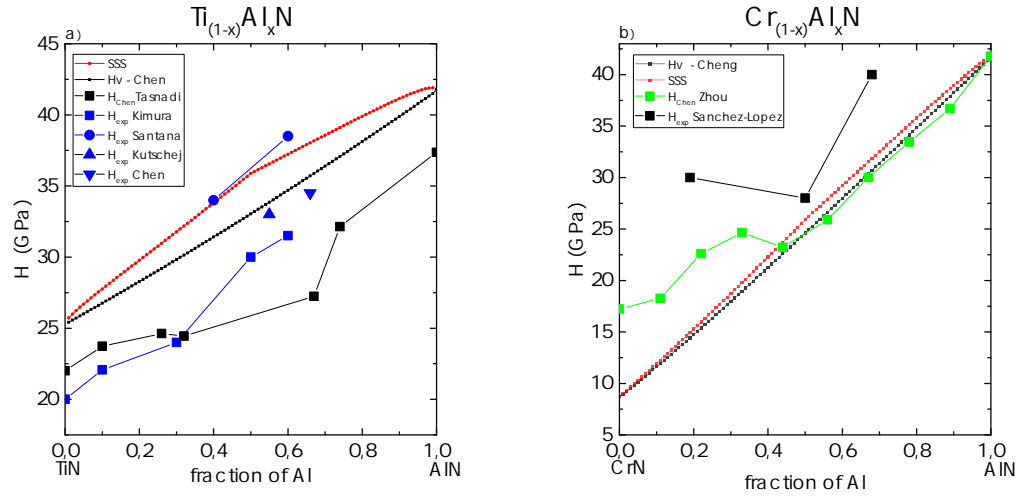 Ti(1-x)AlxN
a)
SSS
Hv - Chen
HChen Tasnadi
Hexp Kimura
Hexp Santana
Hexp Kutschej
Hexp Chen
45
40
35
30
25
20
H (GPa)
0,0 0,2 0,4 0,6 0,8 1,0
TiN AlN
fraction of Al
Cr(1-x)AlxN
b)
Hv - Cheng
SSS
HChen Zhou
Hexp Sanchez-Lopez
40
35
30
25
20
15
10
5
H (GPa)
0,0 0,2 0,4 0,6 0,8 1,0
CrN AlN
fraction of Al